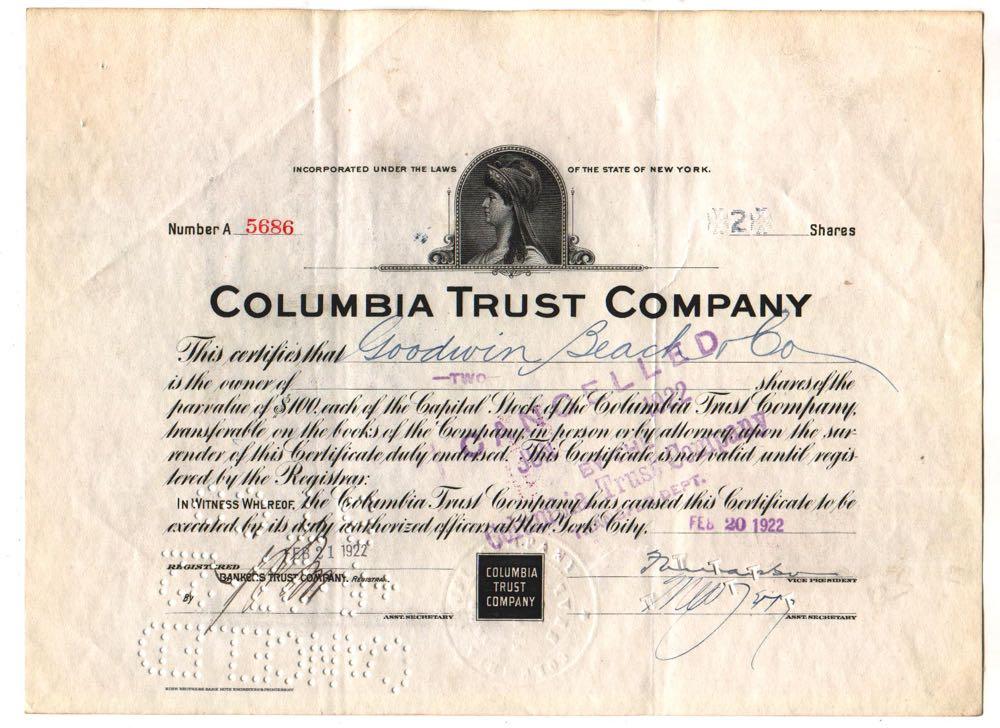 INCORPORATED UNDER THE LAWS OF THE STATE OF NEW YORK.
Number A 5686 2 Shares
COLUMBIA TRUST COMPANY
This certifies that Goodwin Beach & Co
is the owner of —TWO— shares of the
par value of $100. each of the Capital Stock of the Columbia Trust Company,
transferable on the books of the Company in person or by attorney upon the sur-
render of this Certificate duly endorsed. This Certificate is not valid until regis-
tered by the Registrar.
IN WITNESS WHEREOF, the Columbia Trust Company has caused this Certificate to be
executed by its duly authorized officers at New York City, FEB 20 1922
CANCELLED
1922
Columbia Trust Company
DEPT.
FEB 21 1922
REGISTERED
BANKERS TRUST COMPANY, REGISTRAR.
By
ASST. SECRETARY
COLUMBIA
TRUST
COMPANY
VICE PRESIDENT
ASST. SECRETARY